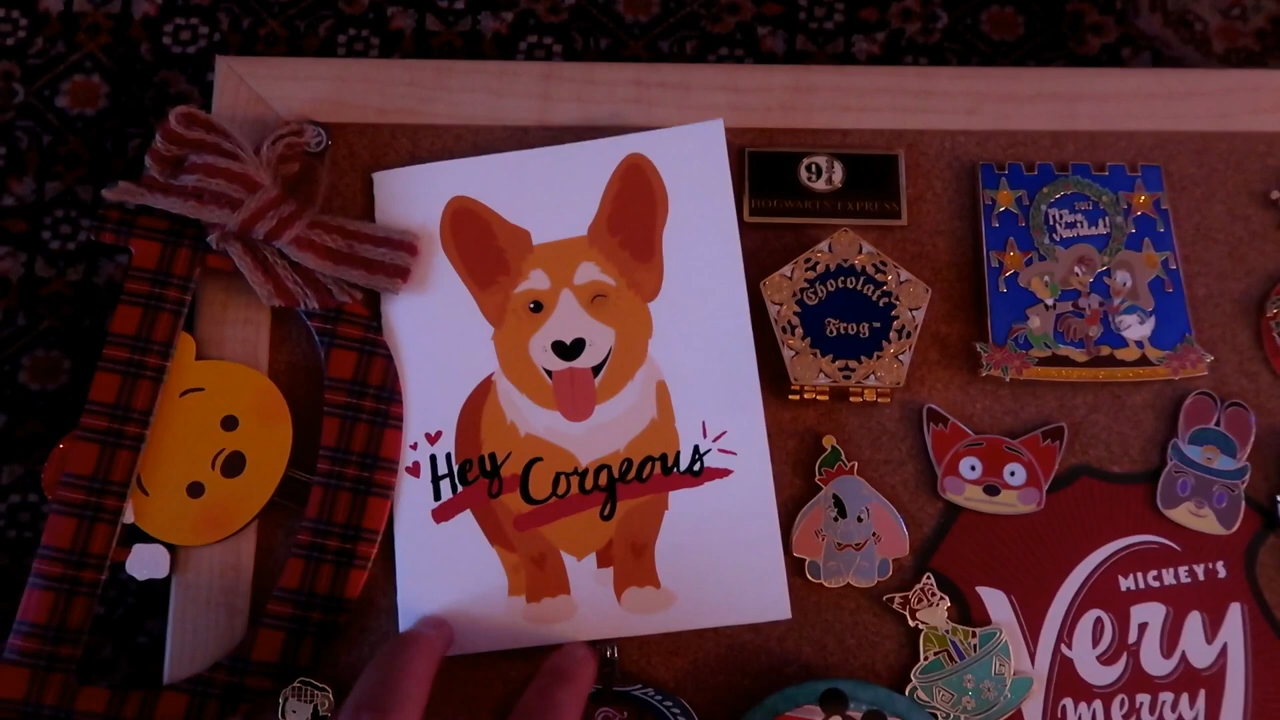 Hey Corgeous
9¾
HOGWARTS EXPRESS
Chocolate
Frog™
2017
¡Feliz
Navidad!
MICKEY'S
Very
merry